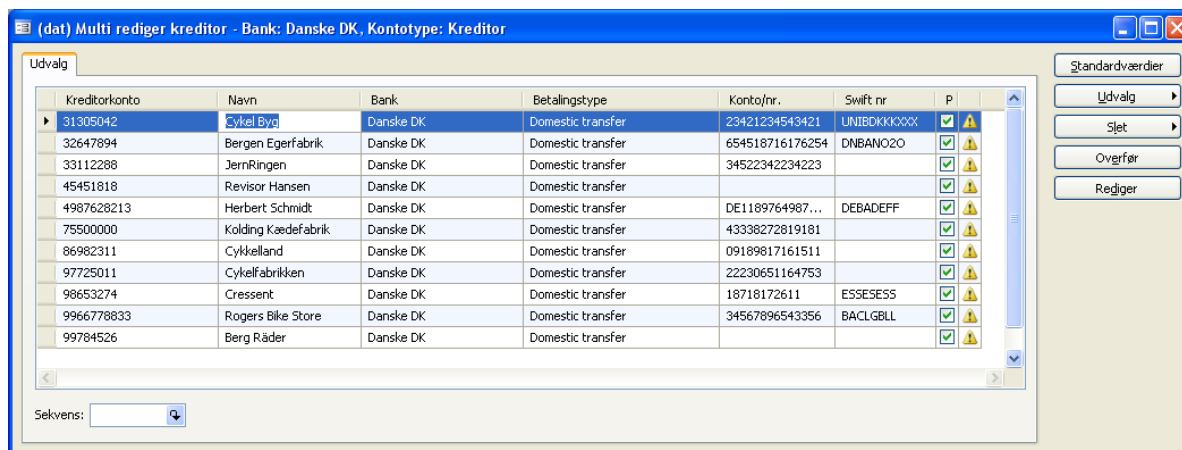 (dat) Multi rediger kreditor - Bank: Danske DK, Kontotype: Kreditor
Udvalg
Kreditorkonto Navn Bank Betalingstype Konto/nr. Swift nr P
31305042 Cykel Byg Danske DK Domestic transfer 23421234543421 UNIBDKKKXXX
32647894 Bergen Egerfabrik Danske DK Domestic transfer 654518716176254 DNBANO2O
33112288 JernRingen Danske DK Domestic transfer 34522342234223
45451818 Revisor Hansen Danske DK Domestic transfer
4987628213 Herbert Schmidt Danske DK Domestic transfer DE1189764987... DEBADEFF
75500000 Kolding Kædefabrik Danske DK Domestic transfer 43338272819181
86982311 Cykkelland Danske DK Domestic transfer 09189817161511
97725011 Cykelfabrikken Danske DK Domestic transfer 22230651164753
98653274 Cressent Danske DK Domestic transfer 18718172611 ESSESESS
9966778833 Rogers Bike Store Danske DK Domestic transfer 34567896543356 BACLGBLL
99784526 Berg Räder Danske DK Domestic transfer
Sekvens:
Standardværdier
Udvalg
Slet
Overfør
Rediger